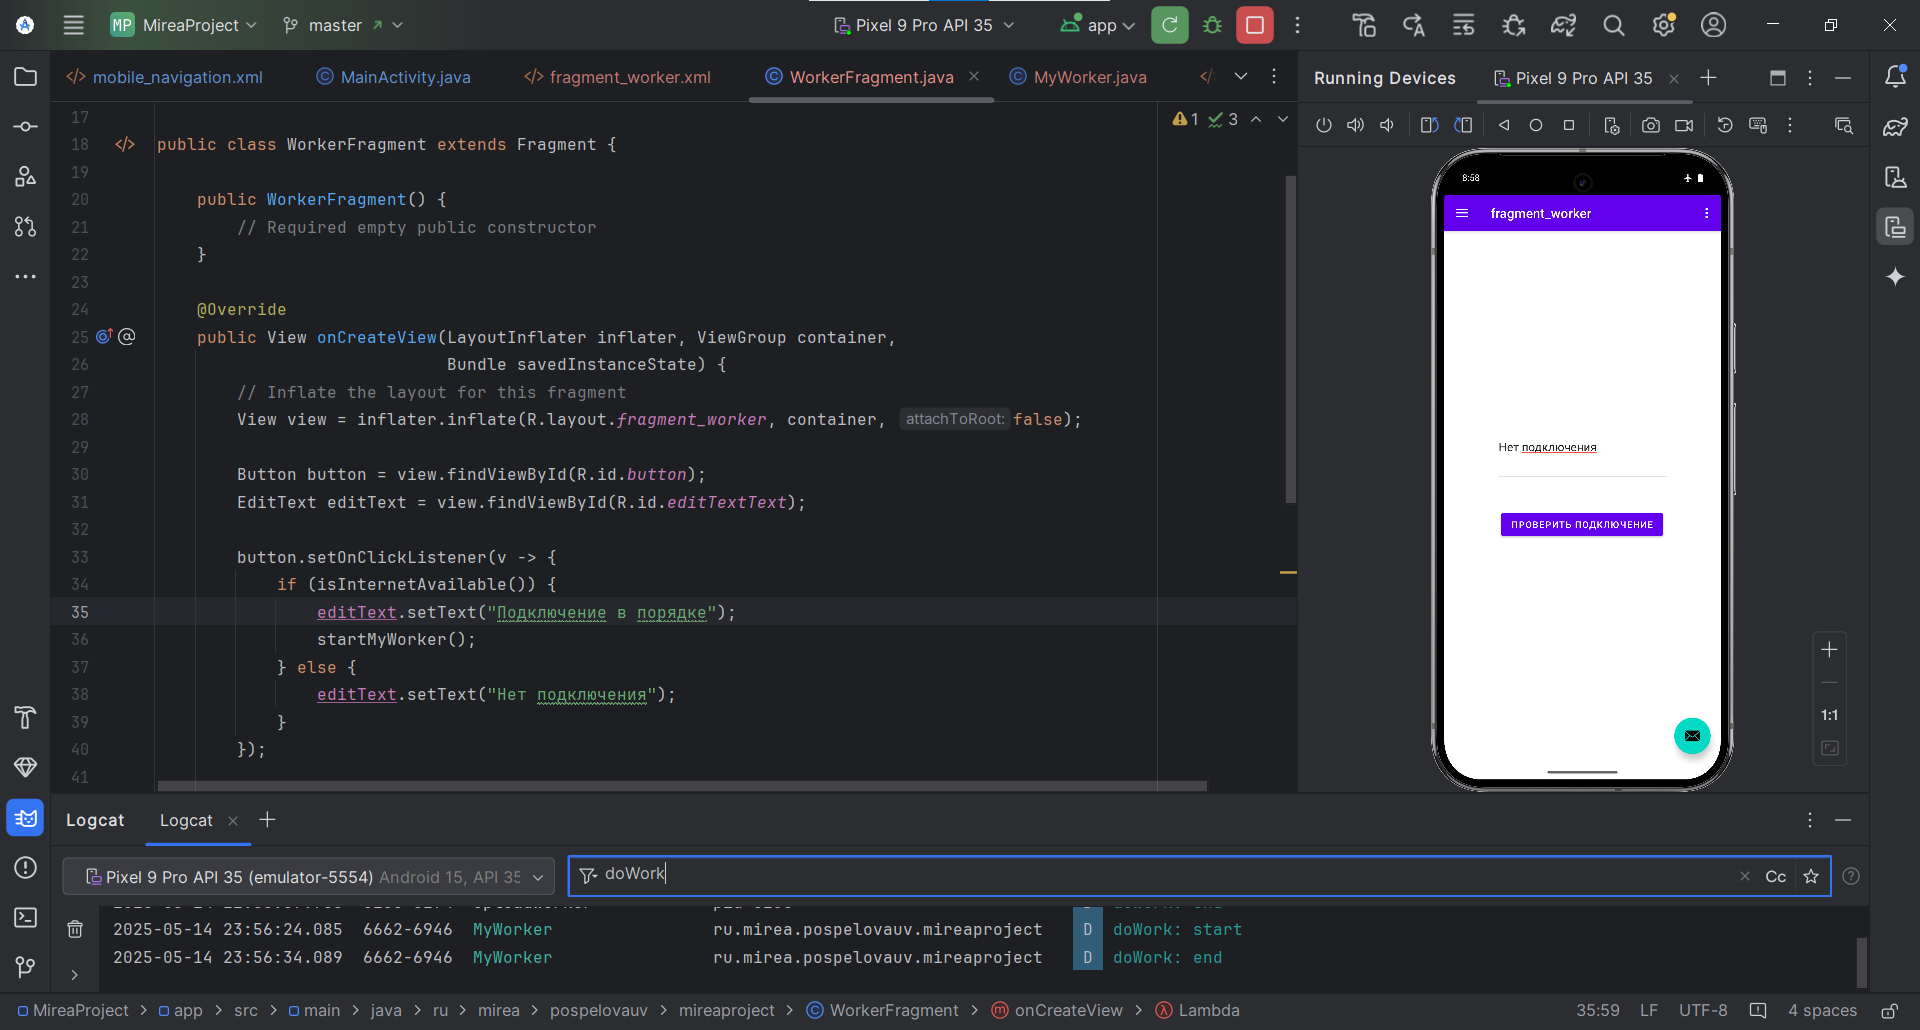 MP MireaProject master Pixel 9 Pro API 35 app
mobile_navigation.xml MainActivity.java fragment_worker.xml WorkerFragment.java MyWorker.java
Running Devices Pixel 9 Pro API 35
1 3
17
18 public class WorkerFragment extends Fragment {
19
20 public WorkerFragment() {
21 // Required empty public constructor
22 }
23
24 @Override
25 public View onCreateView(LayoutInflater inflater, ViewGroup container,
26 Bundle savedInstanceState) {
27 // Inflate the layout for this fragment
28 View view = inflater.inflate(R.layout.fragment_worker, container, attachToRoot: false);
29
30 Button button = view.findViewById(R.id.button);
31 EditText editText = view.findViewById(R.id.editTextText);
32
33 button.setOnClickListener(v -> {
34 if (isInternetAvailable()) {
35 editText.setText("Подключение в порядке");
36 startMyWorker();
37 } else {
38 editText.setText("Нет подключения");
39 }
40 });
41
8:58
fragment_worker
Нет подключения
ПРОВЕРИТЬ ПОДКЛЮЧЕНИЕ
1:1
Logcat Logcat
Pixel 9 Pro API 35 (emulator-5554) Android 15, API 35
doWork Cc
2025-05-14 23:56:24.085 6662-6946 MyWorker ru.mirea.pospelovauv.mireaproject D doWork: start
2025-05-14 23:56:34.089 6662-6946 MyWorker ru.mirea.pospelovauv.mireaproject D doWork: end
MireaProject > app > src > main > java > ru > mirea > pospelovauv > mireaproject > WorkerFragment > onCreateView > Lambda
35:59 LF UTF-8 4 spaces